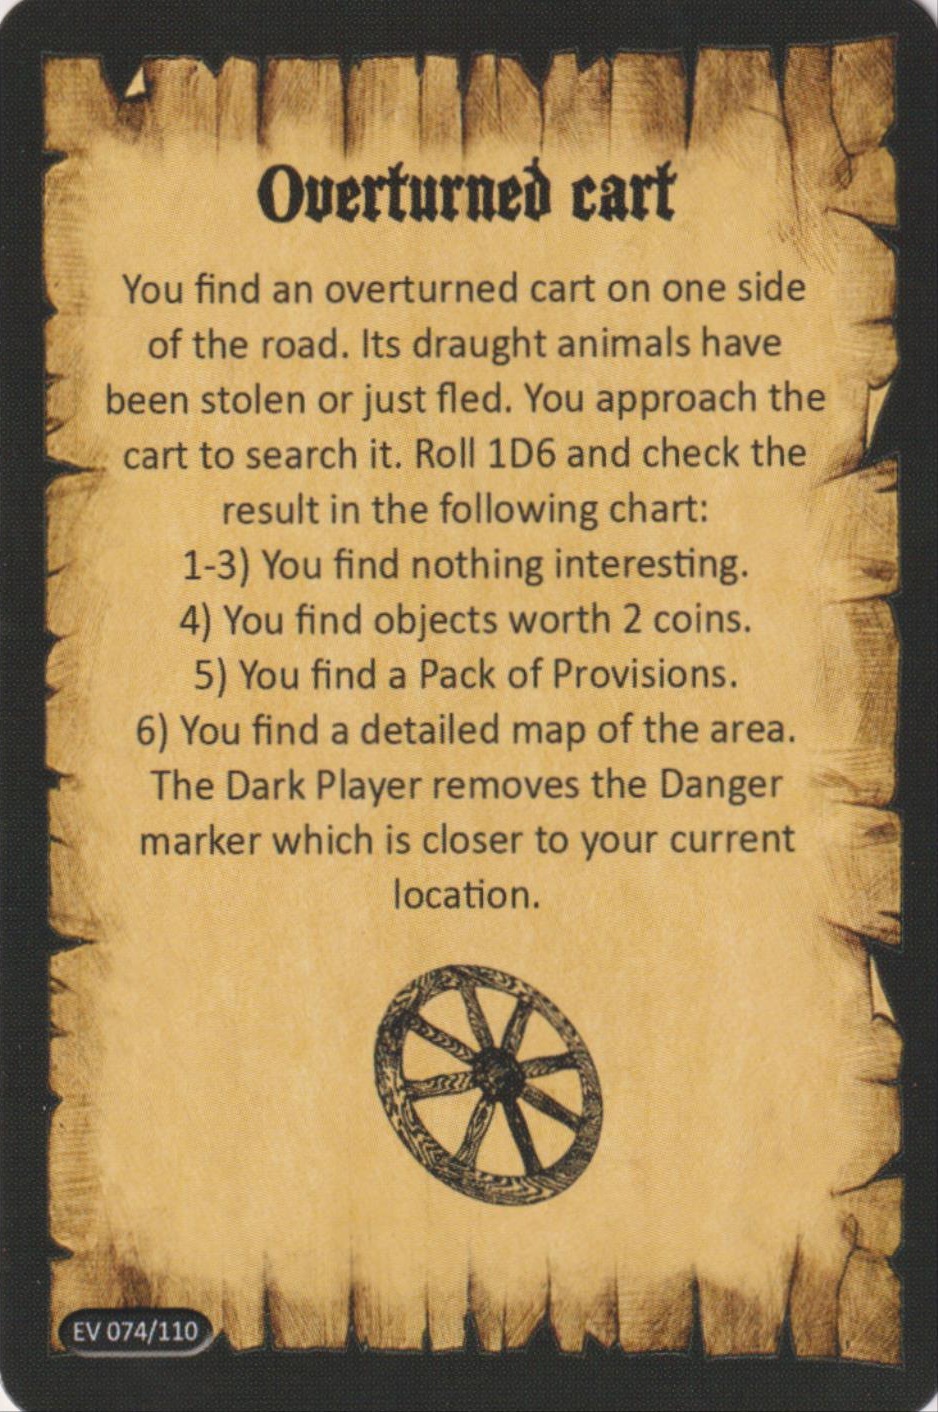 Overturned cart
You find an overturned cart on one side
of the road. Its draught animals have
been stolen or just fled. You approach the
cart to search it. Roll 1D6 and check the
result in the following chart:
1-3) You find nothing interesting.
4) You find objects worth 2 coins.
5) You find a Pack of Provisions.
6) You find a detailed map of the area.
The Dark Player removes the Danger
marker which is closer to your current
location.
EV 074/110